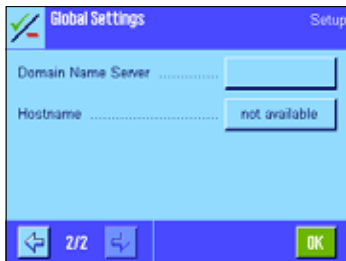 Global Settings
Setup
Domain Name Server ...............
Hostname ................................ not available
2/2
OK